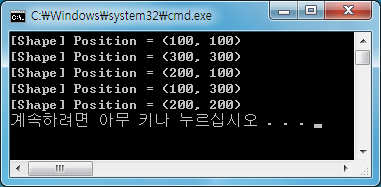 C:₩Windows₩system32₩cmd.exe
[Shape] Position = (100, 100)
[Shape] Position = (300, 300)
[Shape] Position = (200, 100)
[Shape] Position = (100, 300)
[Shape] Position = (200, 200)
계속하려면 아무 키나 누르십시오 . . .